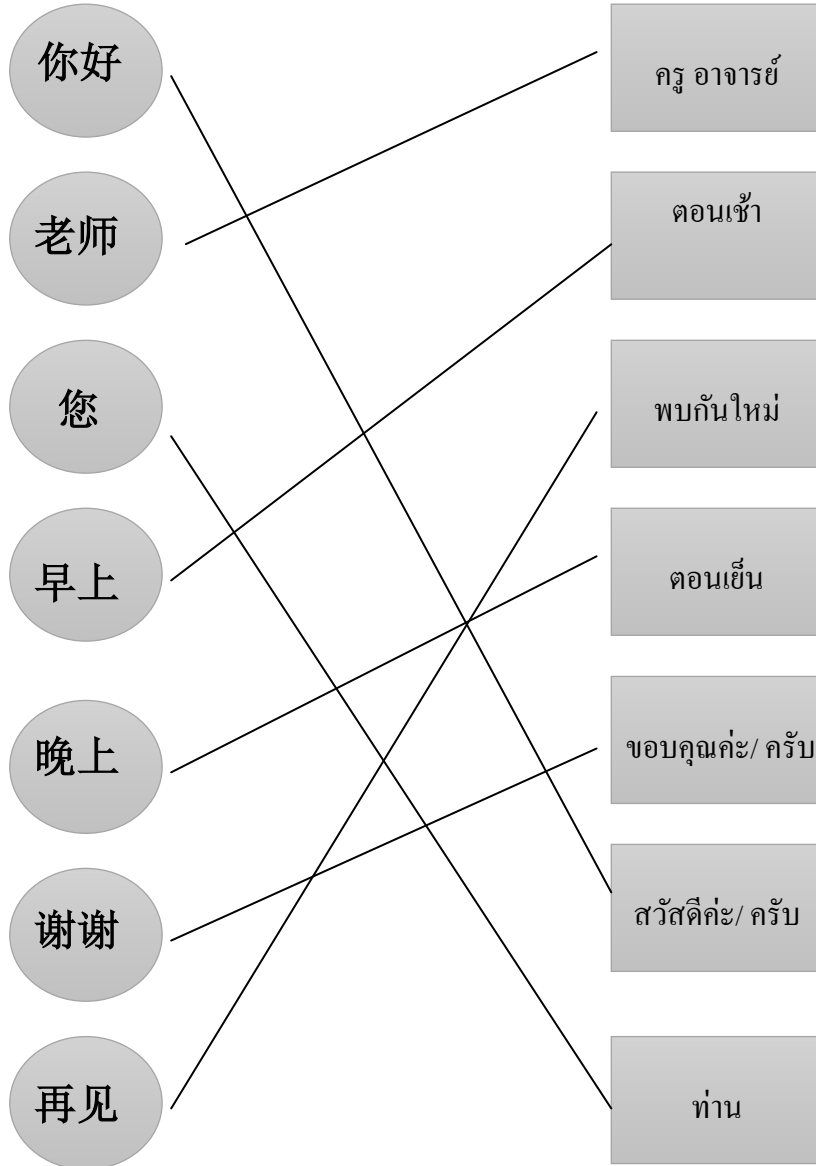 你好
老师
您
早上
晚上
谢谢
再见
ครู อาจารย์
ตอนเช้า
พบกันใหม่
ตอนเย็น
ขอบคุณค่ะ/ ครับ
สวัสดีค่ะ/ ครับ
ท่าน